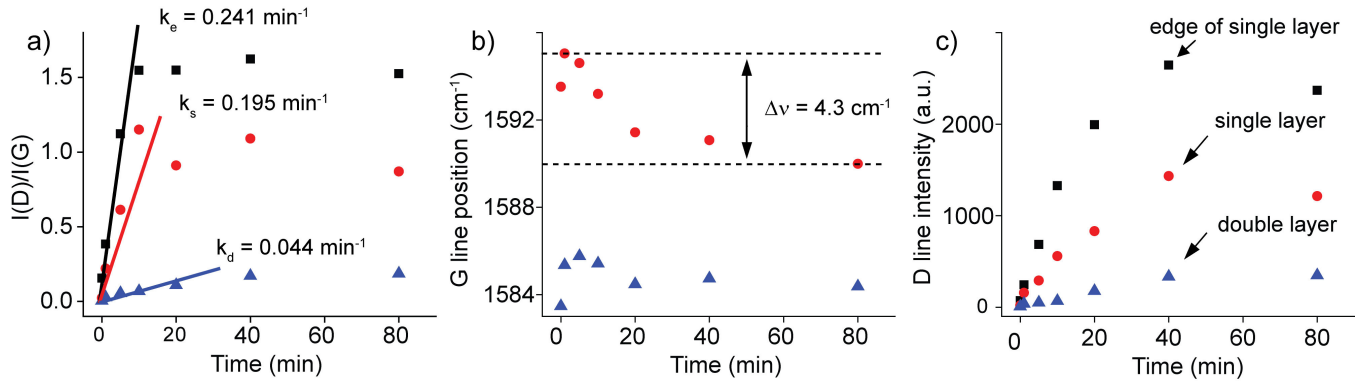 a)
kₑ = 0.241 min⁻¹
kₛ = 0.195 min⁻¹
k_d = 0.044 min⁻¹
I(D)/I(G)
1.5
1.0
0.5
0.0
0 20 40 60 80
Time (min)
b)
Δν = 4.3 cm⁻¹
G line position (cm⁻¹)
1592
1588
1584
0 20 40 60 80
Time (min)
c)
edge of single layer
single layer
double layer
D line intensity (a.u.)
2000
1000
0
0 20 40 60 80
Time (min)